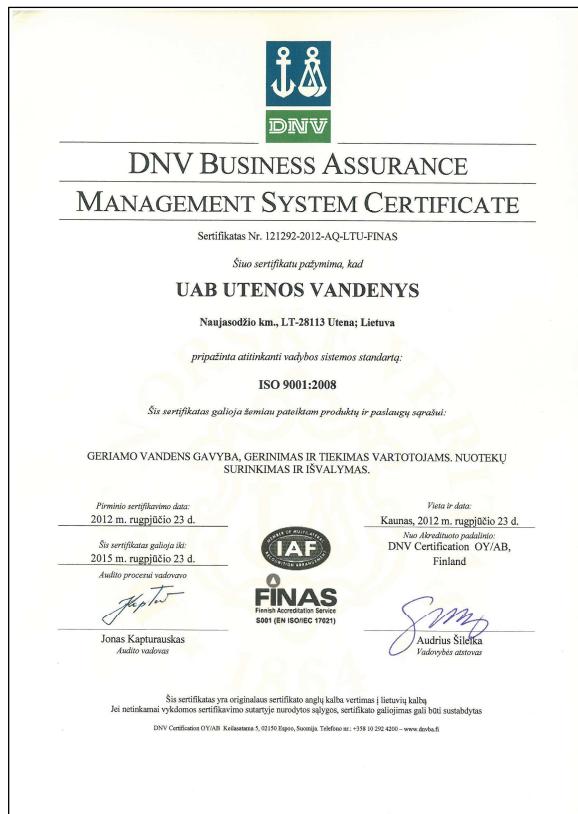 DNV
DNV BUSINESS ASSURANCE
MANAGEMENT SYSTEM CERTIFICATE
Sertifikatas Nr. 121292-2012-AQ-LTU-FINAS
Šiuo sertifikatu pažymima, kad
UAB UTENOS VANDENYS
Naujasodžio km., LT-28113 Utena; Lietuva
pripažinta atitinkanti vadybos sistemos standartą:
ISO 9001:2008
Šis sertifikatas galioja žemiau pateiktam produktų ir paslaugų sąrašui:
GERIAMO VANDENS GAVYBA, GERINIMAS IR TIEKIMAS VARTOTOJAMS. NUOTEKŲ
SURINKIMAS IR IŠVALYMAS.
Pirminio sertifikavimo data:
2012 m. rugpjūčio 23 d.
Šis sertifikatas galioja iki:
2015 m. rugpjūčio 23 d.
Audito procesui vadovavo
Jonas Kapturauskas
Audito vadovas
MEMBER OF MULTILATERAL
IAF
RECOGNITION ARRANGEMENT
FINAS
Finnish Accreditation Service
S001 (EN ISO/IEC 17021)
Vieta ir data:
Kaunas, 2012 m. rugpjūčio 23 d.
Nuo Akredituoto padalinio:
DNV Certification OY/AB,
Finland
Audrius Šileika
Vadovybės atstovas
1864
Šis sertifikatas yra originalaus sertifikato anglų kalba vertimas į lietuvių kalbą
Jei netinkamai vykdomos sertifikavimo sutartyje nurodytos sąlygos, sertifikato galiojimas gali būti sustabdytas
DNV Certification OY/AB Keilasatama 5, 02150 Espoo, Suomija. Telefono nr.: +358 10 292 4200 – www.dnvba.fi